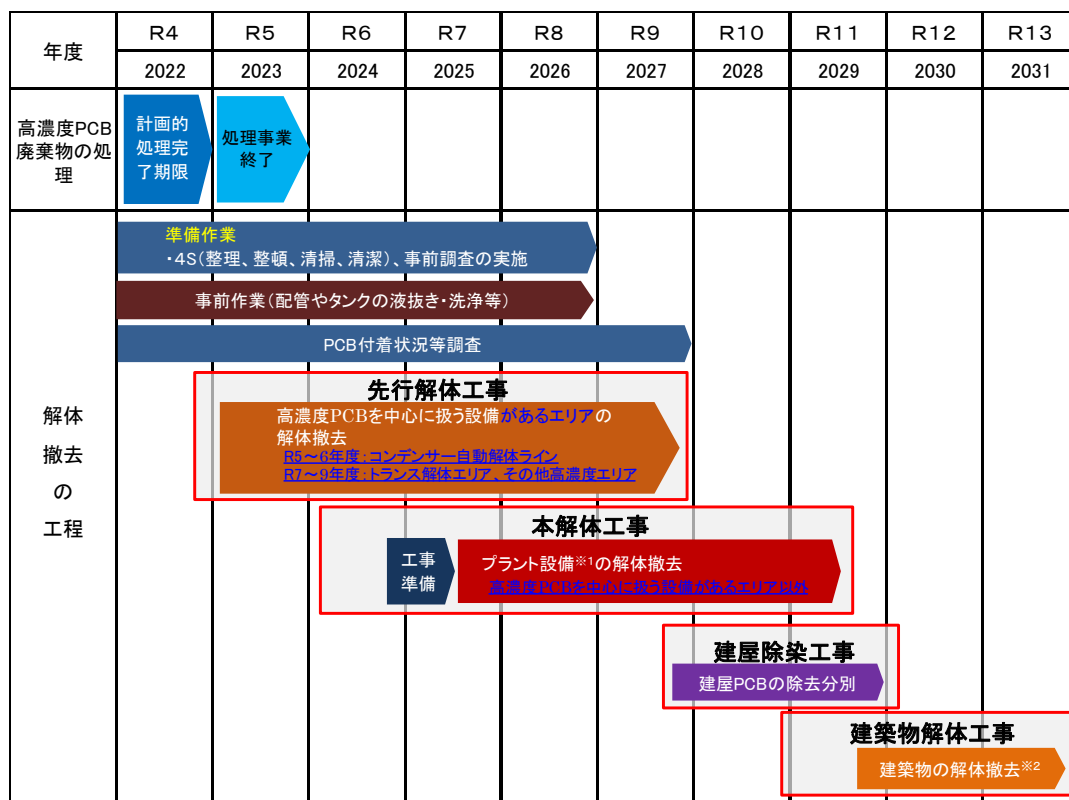 年度
R4 R5 R6 R7 R8 R9 R10 R11 R12 R13
2022 2023 2024 2025 2026 2027 2028 2029 2030 2031
高濃度PCB
廃棄物の処
理
計画的
処理完
了期限
処理事業
終了
解体
撤去
の
工程
準備作業
・4S(整理、整頓、清掃、清潔)、事前調査の実施
事前作業(配管やタンクの液抜き・洗浄等)
PCB付着状況等調査
先行解体工事
高濃度PCBを中心に扱う設備があるエリアの
解体撤去
R5～6年度：コンデンサー自動解体ライン
R7～9年度：トランス解体エリア、その他高濃度エリア
本解体工事
工事
準備
プラント設備※1の解体撤去
高濃度PCBを中心に扱う設備があるエリア以外
建屋除染工事
建屋PCBの除去分別
建築物解体工事
建築物の解体撤去※2